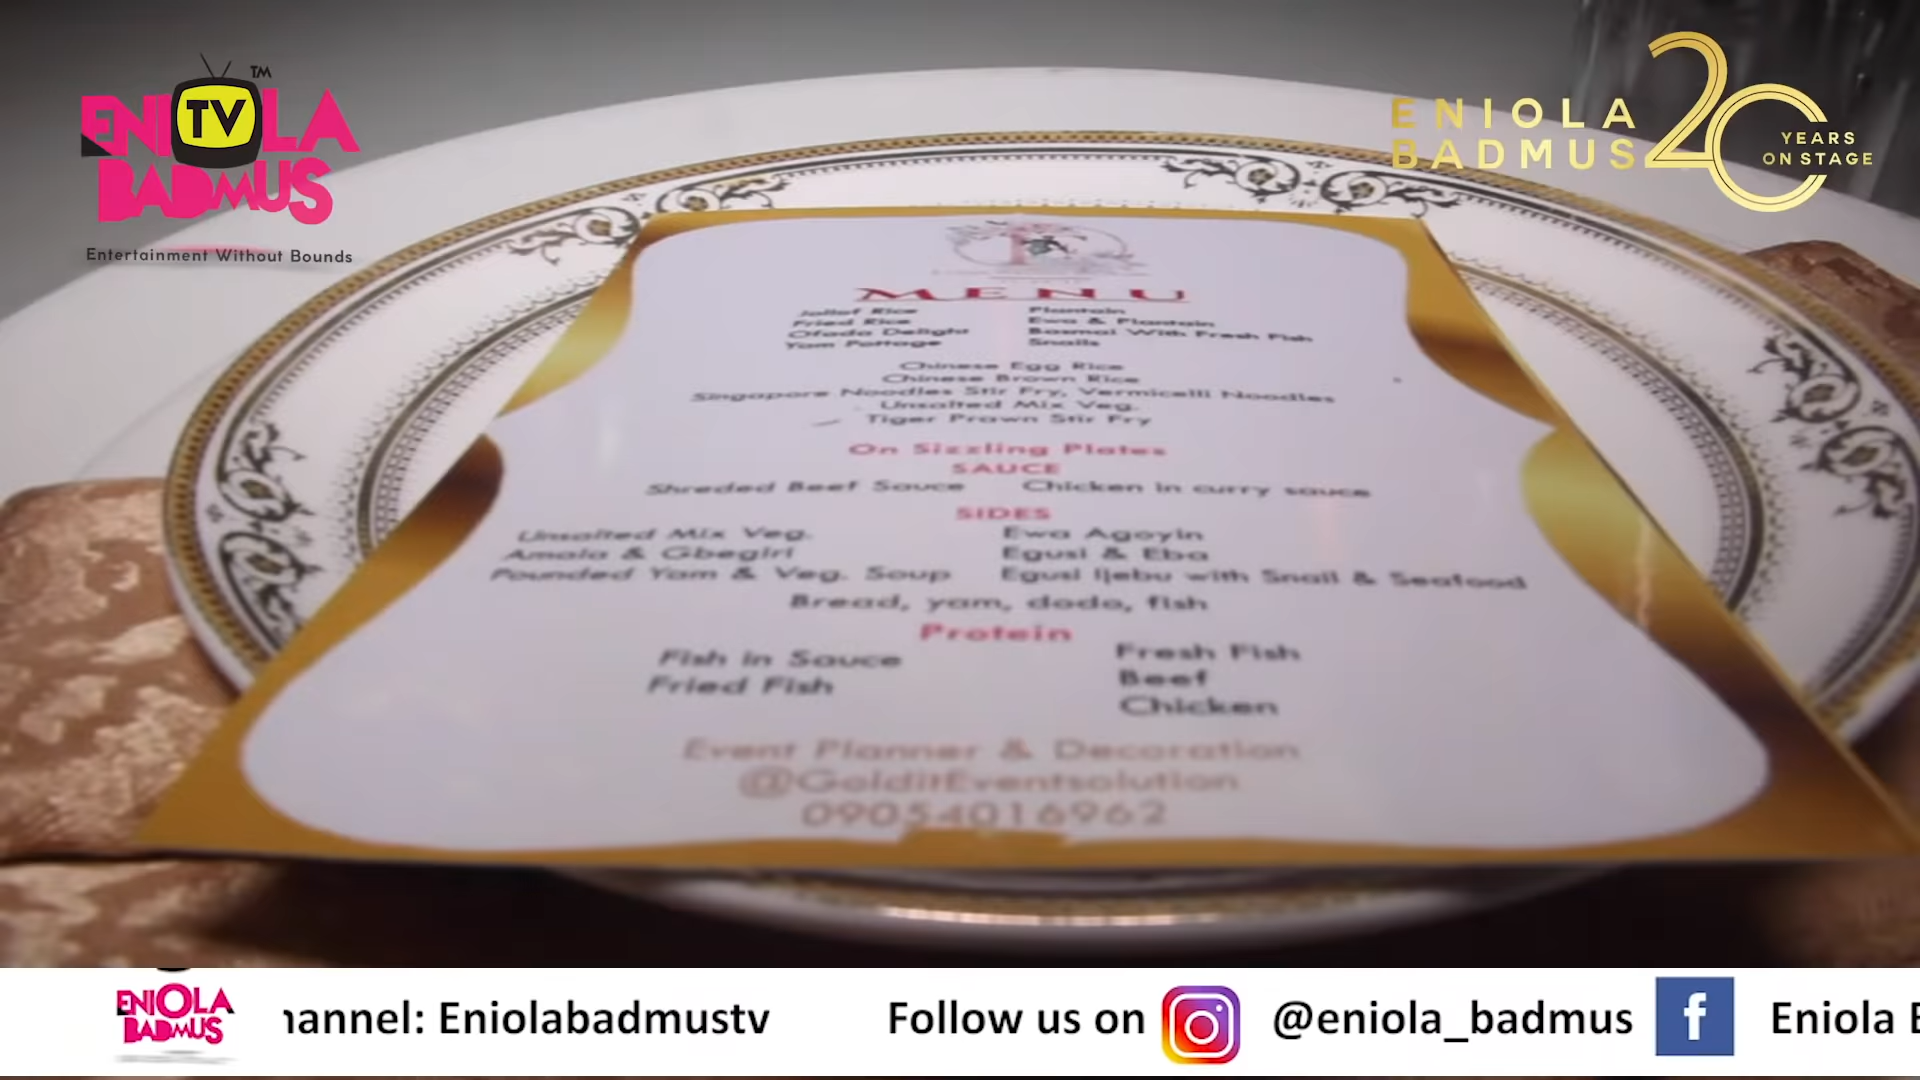 ENIOLA TV ™
BADMUS
Entertainment Without Bounds
ENIOLA
BADMUS 20 YEARS
ON STAGE
MENU
Jollof Rice Plantain
Fried Rice Ewa & Plantain
Ofada Delight Basmai With Fresh Fish
Yam Pottage Snails
Chinese Egg Rice
Chinese Brown Rice
Singapore Noodles Stir Fry, Vermicelli Noodles
Unsalted Mix Veg.
Tiger Prawn Stir Fry
On Sizzling Plates
SAUCE
Shreded Beef Sauce Chicken in curry sauce
SIDES
Unsalted Mix Veg. Ewa Agoyin
Amala & Gbegiri Egusi & Eba
Pounded Yam & Veg. Soup Egusi Ijebu with Snail & Seafood
Bread, yam, dodo, fish
Protein
Fish in Sauce Fresh Fish
Fried Fish Beef
Chicken
Event Planner & Decoration
@GolditEventsolution
09054016962
ENIOLA
BADMUS
hannel: Eniolabadmustv Follow us on @eniola_badmus f Eniola